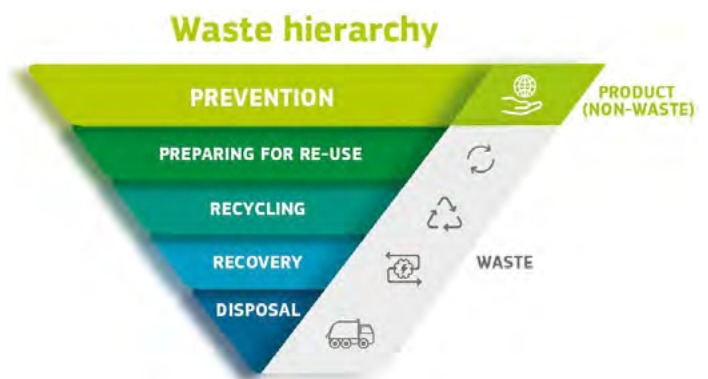 Waste hierarchy
PREVENTION
PRODUCT
(NON-WASTE)
PREPARING FOR RE-USE
RECYCLING
RECOVERY
WASTE
DISPOSAL